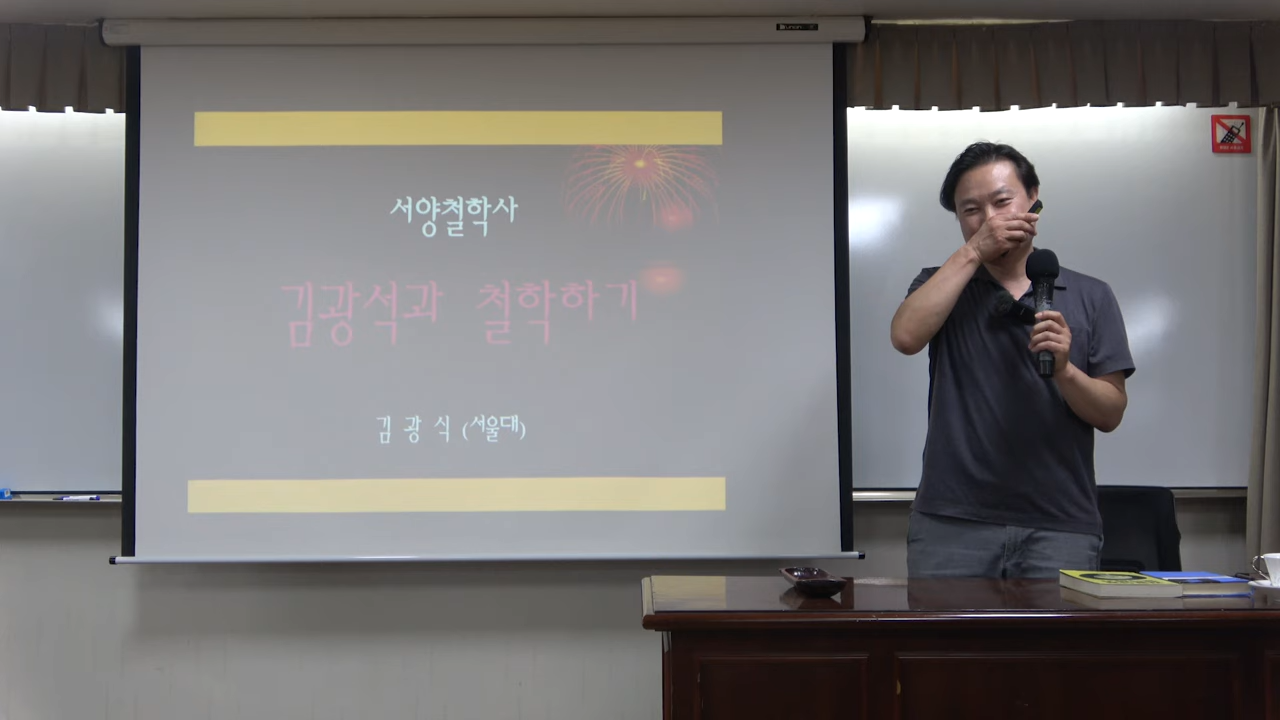 서양철학사
김광석과 철학하기
김 광 식 (서울대)